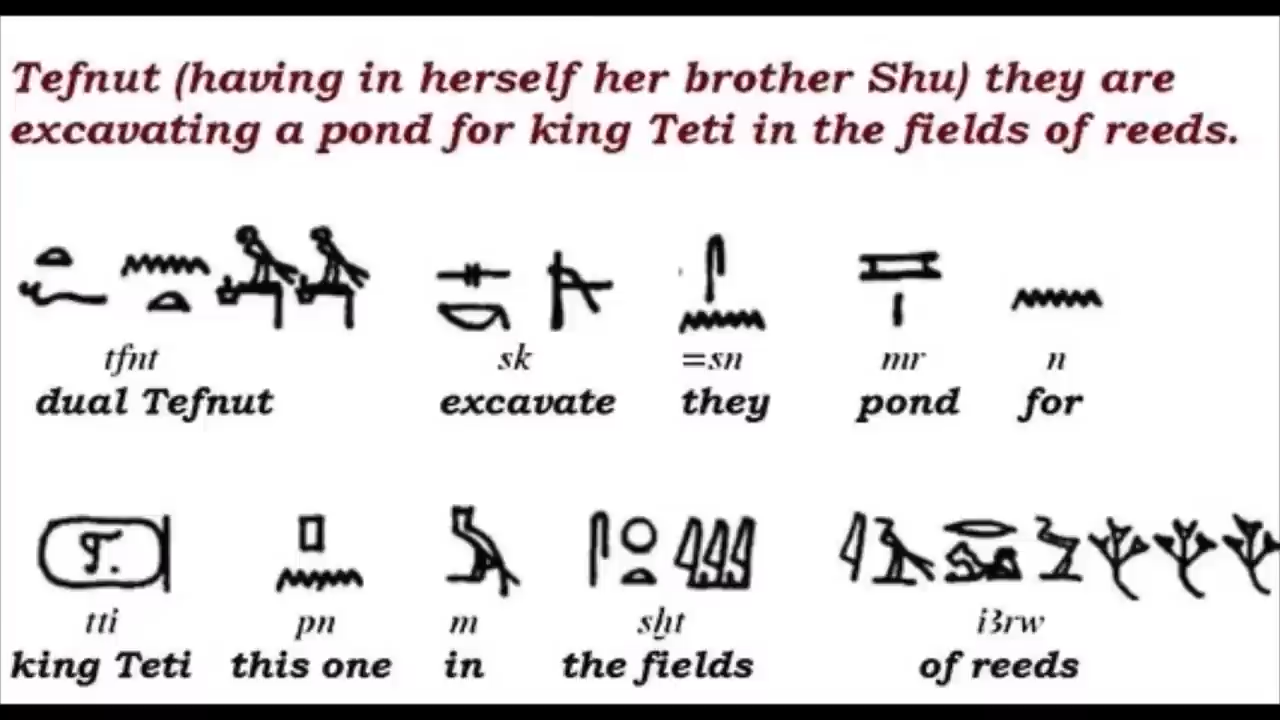 Tefnut (having in herself her brother Shu) they are
excavating a pond for king Teti in the fields of reeds.
tfnt sk =sn mr n
dual Tefnut excavate they pond for
T.
tti pn m sḫt i3rw
king Teti this one in the fields of reeds